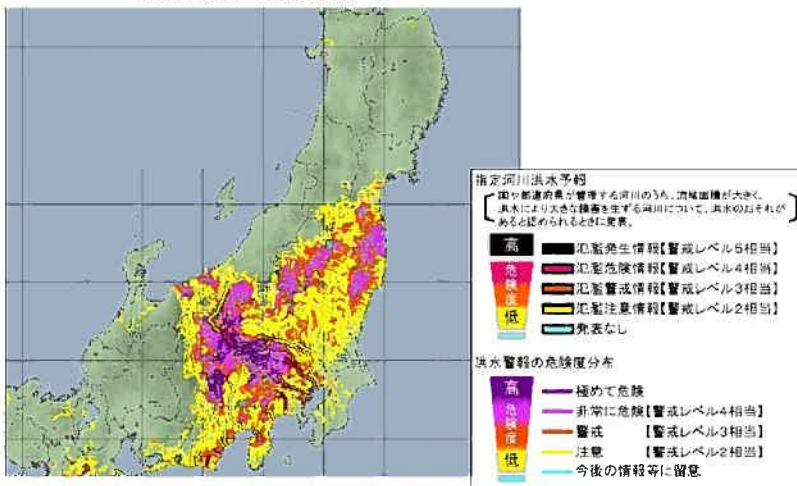 指定河川洪水予報
国や都道府県が管理する河川のうち、流域面積が大きく、
洪水により大きな損害を生ずる河川について、洪水のおそれが
あると認められるときに発表。
高
危険度
低
氾濫発生情報【警戒レベル5相当】
氾濫危険情報【警戒レベル4相当】
氾濫警戒情報【警戒レベル3相当】
氾濫注意情報【警戒レベル2相当】
発表なし
洪水警報の危険度分布
高
危険度
低
極めて危険
非常に危険【警戒レベル4相当】
警戒 【警戒レベル3相当】
注意 【警戒レベル2相当】
今後の情報等に留意